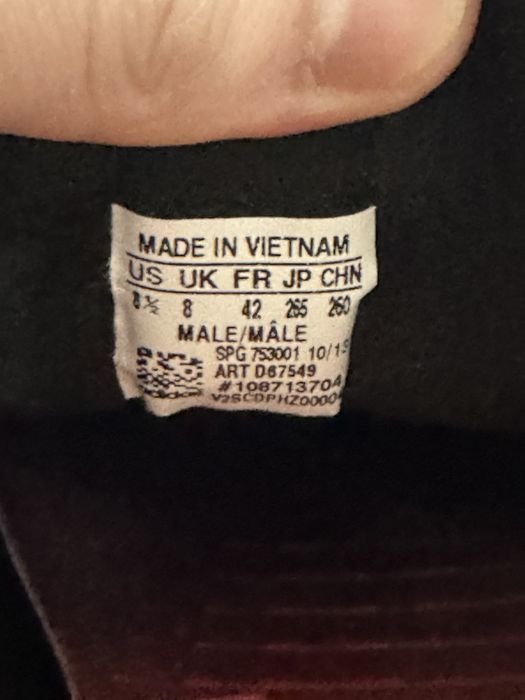 MADE IN VIETNAM
US UK FR JP CHN
8½ 8 42 265 260
MALE/MÂLE
SPG 753001 10/13
ART D67549
#108713704